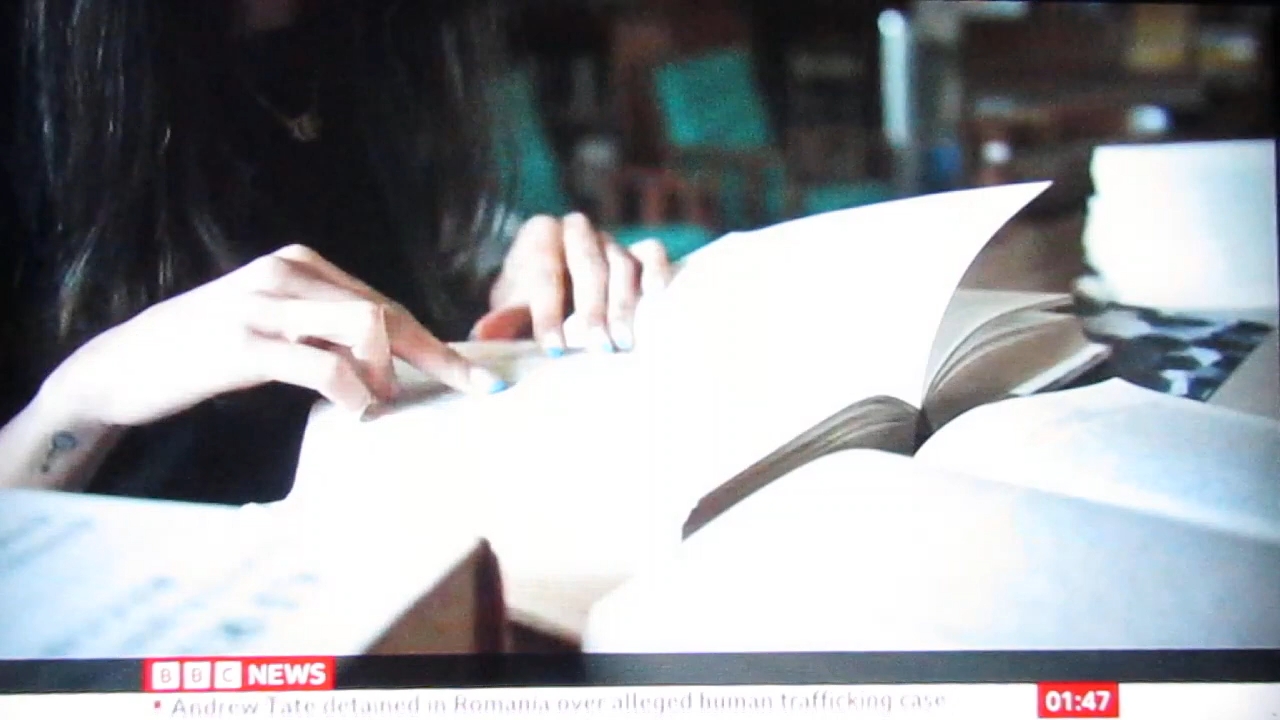 BBC NEWS
Andrew Tate detained in Romania over alleged human trafficking case
01:47